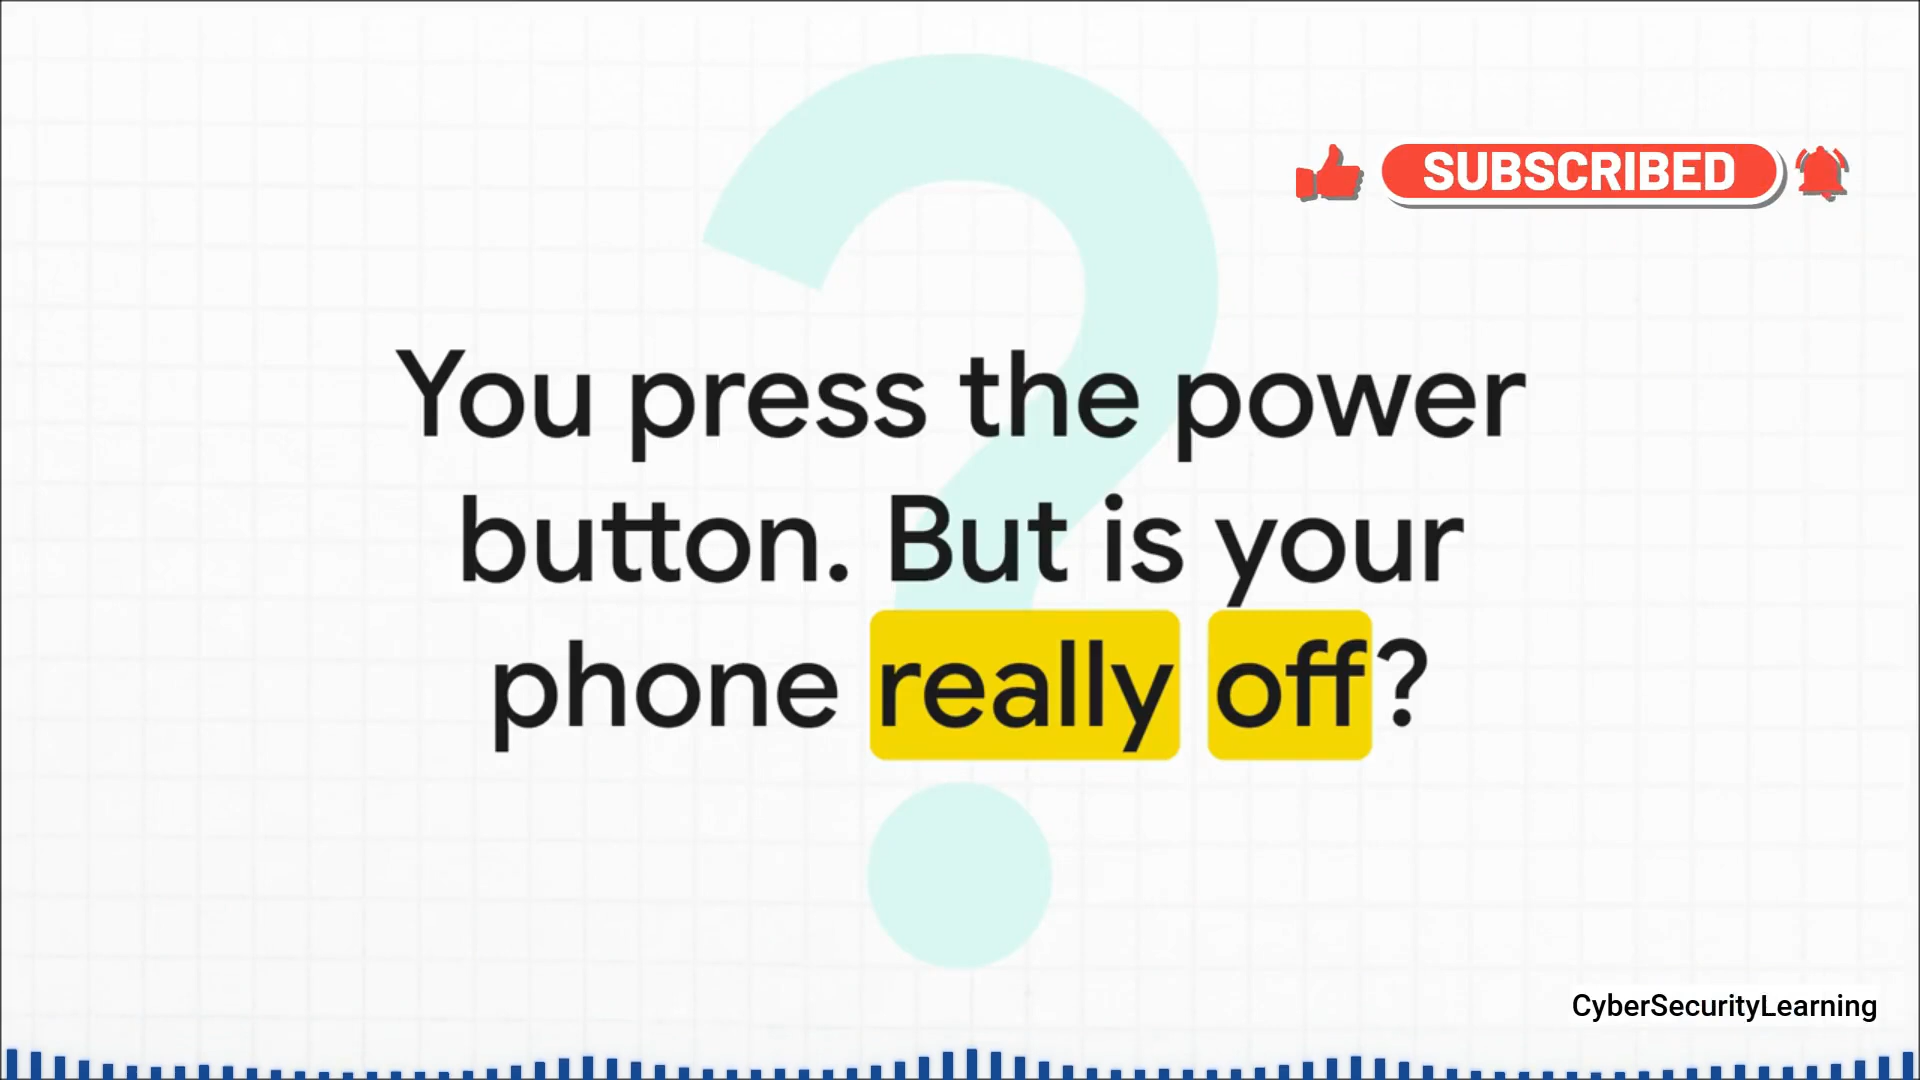 SUBSCRIBED
You press the power
button. But is your
phone really off?
CyberSecurityLearning